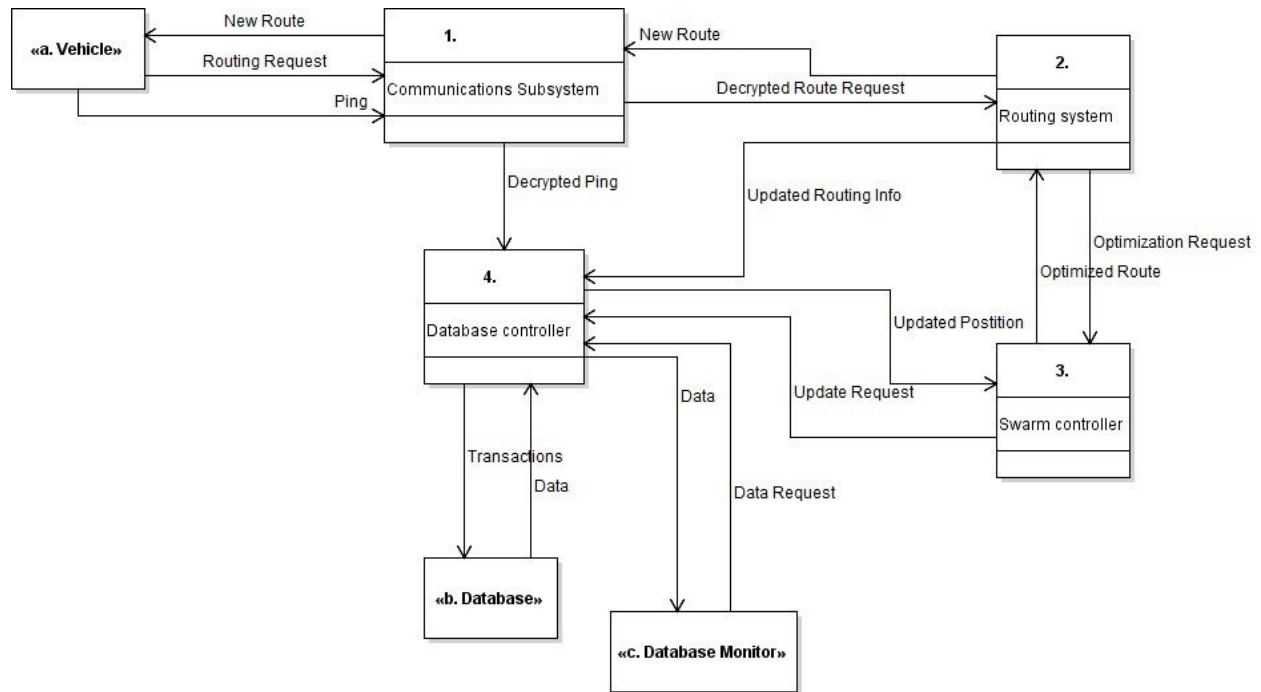 New Route
«a. Vehicle»
Routing Request
Ping
1.
Communications Subsystem
New Route
Decrypted Route Request
2.
Routing system
Decrypted Ping
Updated Routing Info
Optimization Request
Optimized Route
4.
Database controller
Updated Postition
Update Request
3.
Swarm controller
Data
Transactions
Data
Data Request
«b. Database»
«c. Database Monitor»